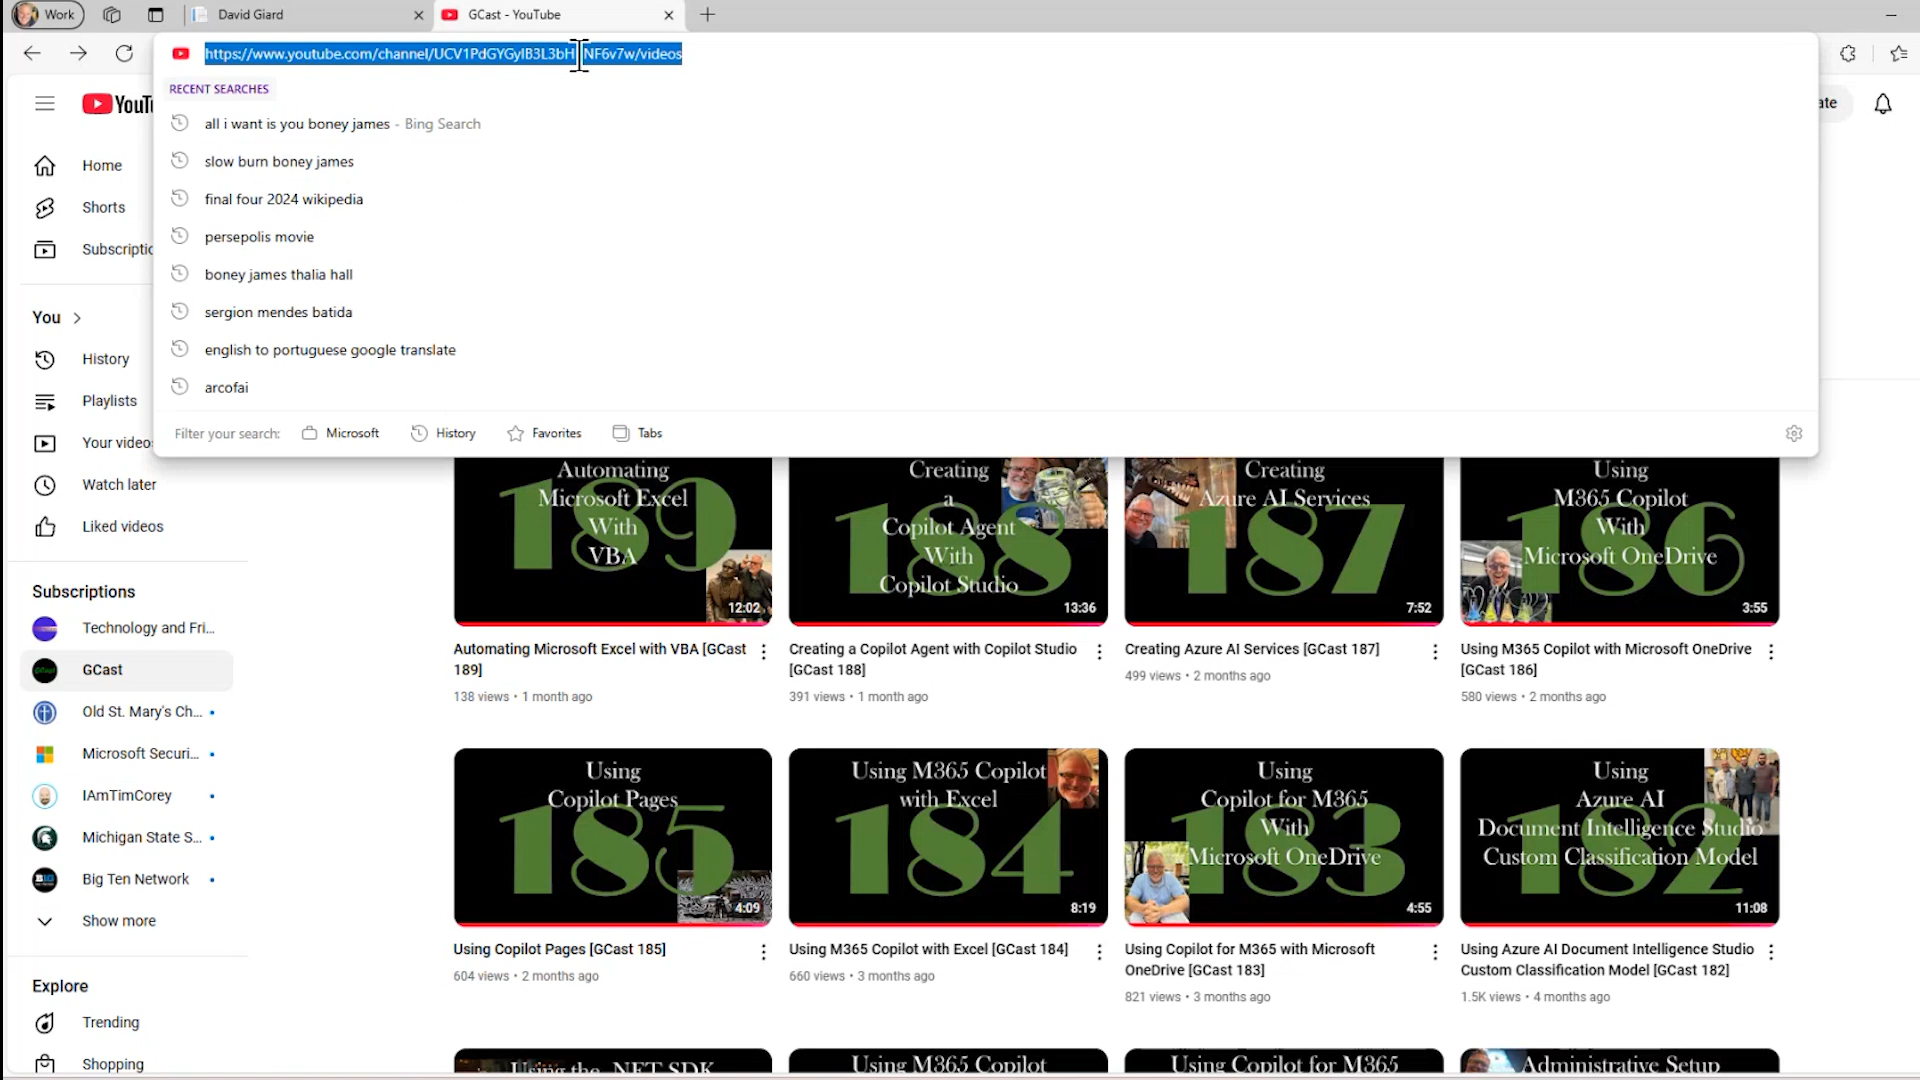 Work
David Giard
GCast - YouTube
https://www.youtube.com/channel/UCV1PdGYGyIB3L3bH NF6v7w/videos
RECENT SEARCHES
YouTu
ate
all i want is you boney james - Bing Search
slow burn boney james
final four 2024 wikipedia
persepolis movie
boney james thalia hall
sergion mendes batida
english to portuguese google translate
arcofai
Filter your search:
Microsoft
History
Favorites
Tabs
Home
Shorts
Subscriptio
You
History
Playlists
Your videos
Watch later
Liked videos
Subscriptions
Technology and Fri...
GCast
Old St. Mary's Ch...
Microsoft Securi...
IAmTimCorey
Michigan State S...
Big Ten Network
Show more
Explore
Trending
Shopping
Automating
Microsoft Excel
With
VBA
189
12:02
Automating Microsoft Excel with VBA [GCast
189]
138 views • 1 month ago
Creating
a
Copilot Agent
With
Copilot Studio
188
13:36
Creating a Copilot Agent with Copilot Studio
[GCast 188]
391 views • 1 month ago
Creating
Azure AI Services
187
7:52
Creating Azure AI Services [GCast 187]
499 views • 2 months ago
Using
M365 Copilot
With
Microsoft OneDrive
186
3:55
Using M365 Copilot with Microsoft OneDrive
[GCast 186]
580 views • 2 months ago
Using
Copilot Pages
185
4:09
Using Copilot Pages [GCast 185]
604 views • 2 months ago
Using M365 Copilot
with Excel
184
8:19
Using M365 Copilot with Excel [GCast 184]
660 views • 3 months ago
Using
Copilot for M365
With
Microsoft OneDrive
183
4:55
Using Copilot for M365 with Microsoft
OneDrive [GCast 183]
821 views • 3 months ago
Using
Azure AI
Document Intelligence Studio
Custom Classification Model
182
11:08
Using Azure AI Document Intelligence Studio
Custom Classification Model [GCast 182]
1.5K views • 4 months ago
Using the .NET SDK
Using M365 Copilot
Using Copilot for M365
Administrative Setup